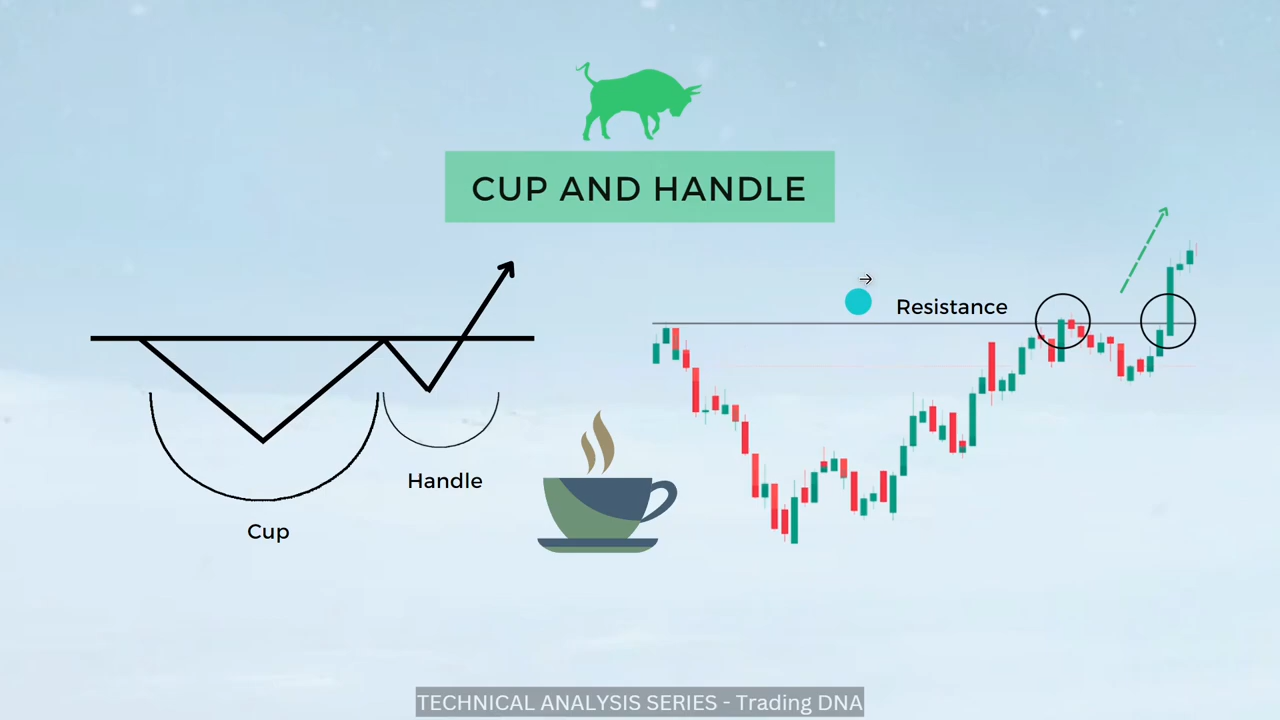 CUP AND HANDLE
Resistance
Handle
Cup
TECHNICAL ANALYSIS SERIES - Trading DNA